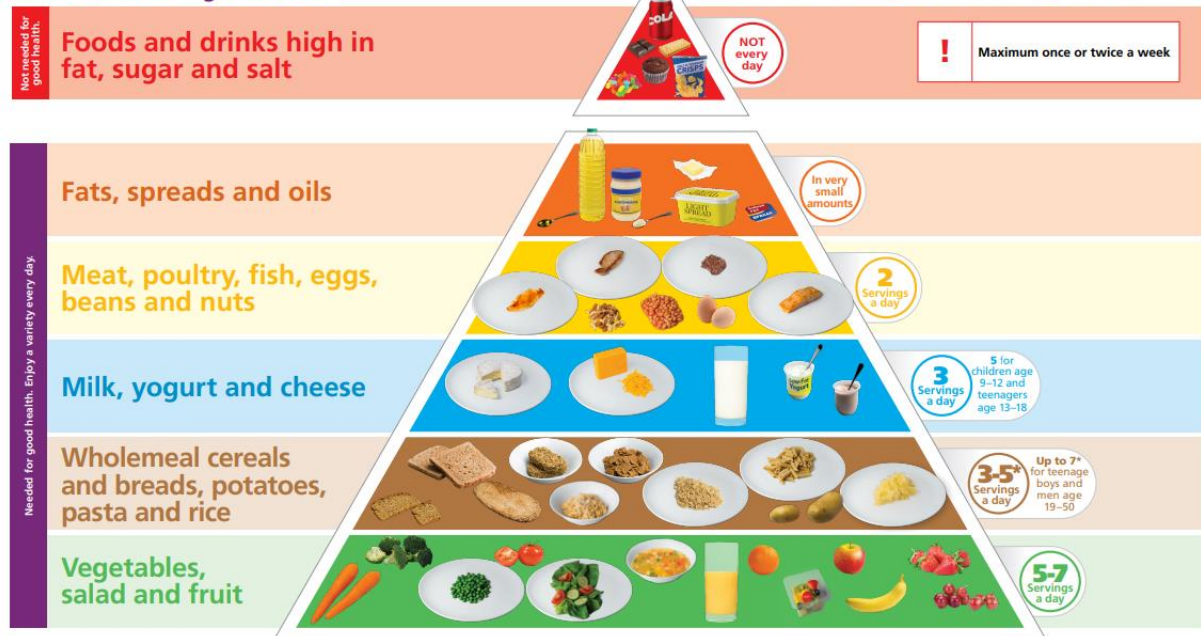 Not needed for
good health.
Foods and drinks high in
fat, sugar and salt
COLA
CRISPS
NOT
every
day
!
Maximum once or twice a week
Needed for good health. Enjoy a variety every day.
Fats, spreads and oils
LIGHT
SPREAD
In very
small
amounts
Meat, poultry, fish, eggs,
beans and nuts
2
Servings
a day
Milk, yogurt and cheese
Low-Fat
Yogurt
3
Servings
a day
5 for
children age
9–12 and
teenagers
age 13–18
Wholemeal cereals
and breads, potatoes,
pasta and rice
3-5*
Servings
a day
Up to 7*
for teenage
boys and
men age
19–50
Vegetables,
salad and fruit
5-7
Servings
a day